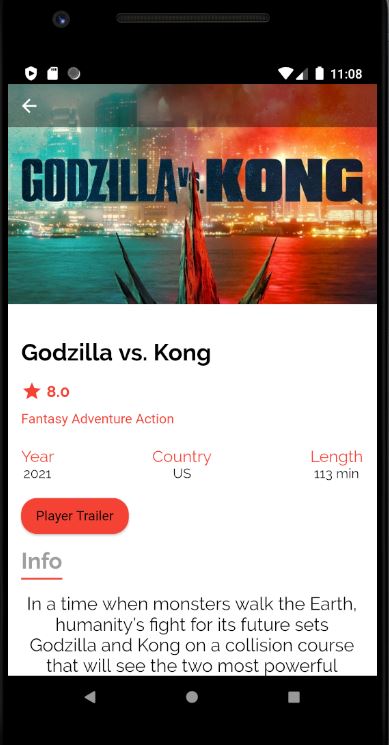 11:08
GODZILLA vs. KONG
Godzilla vs. Kong
8.0
Fantasy Adventure Action
Year Country Length
2021 US 113 min
Player Trailer
Info
In a time when monsters walk the Earth,
humanity's fight for its future sets
Godzilla and Kong on a collision course
that will see the two most powerful